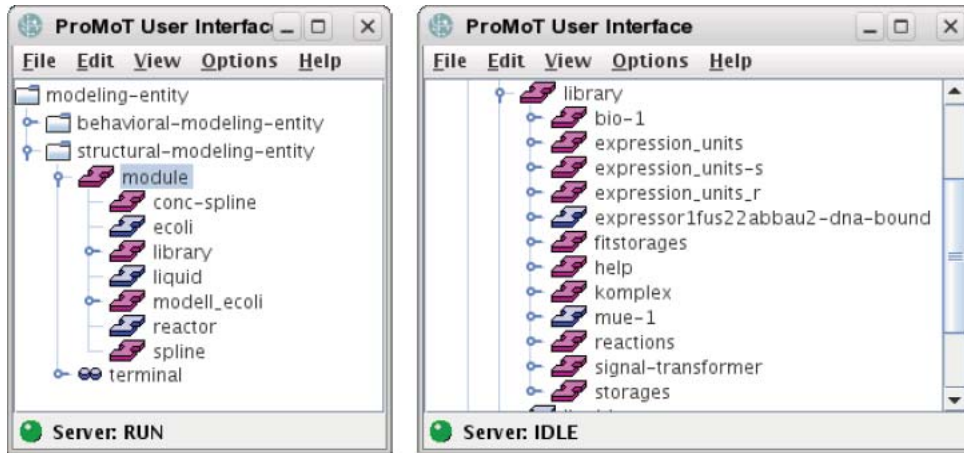 ProMoT User Interfac
File Edit View Options Help
modeling-entity
behavioral-modeling-entity
structural-modeling-entity
module
conc-spline
ecoli
library
liquid
modell_ecoli
reactor
spline
terminal
Server: RUN
ProMoT User Interface
File Edit View Options Help
library
bio-1
expression_units
expression_units-s
expression_units_r
expressor1fus22abbau2-dna-bound
fitstorages
help
komplex
mue-1
reactions
signal-transformer
storages
Server: IDLE